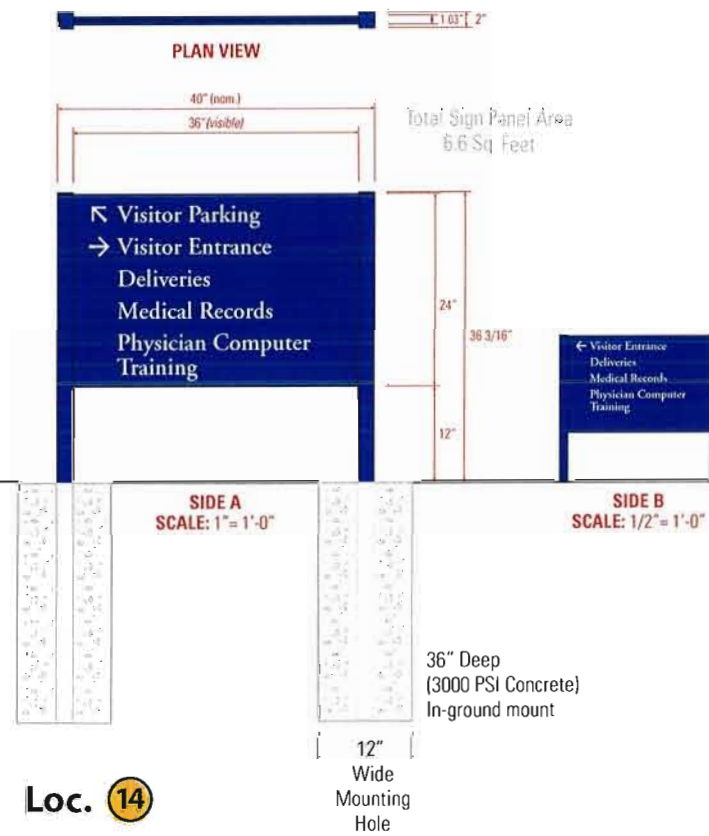 1.03" 2"
PLAN VIEW
40" (nom.)
36" (visible)
Total Sign Panel Area
6.6 Sq Feet
↖ Visitor Parking
→ Visitor Entrance
Deliveries
Medical Records
Physician Computer
Training
24"
36 3/16"
12"
← Visitor Entrance
Deliveries
Medical Records
Physician Computer
Training
SIDE A
SCALE: 1"= 1'-0"
SIDE B
SCALE: 1/2"= 1'-0"
36" Deep
(3000 PSI Concrete)
In-ground mount
12"
Wide
Mounting
Hole
Loc. 14